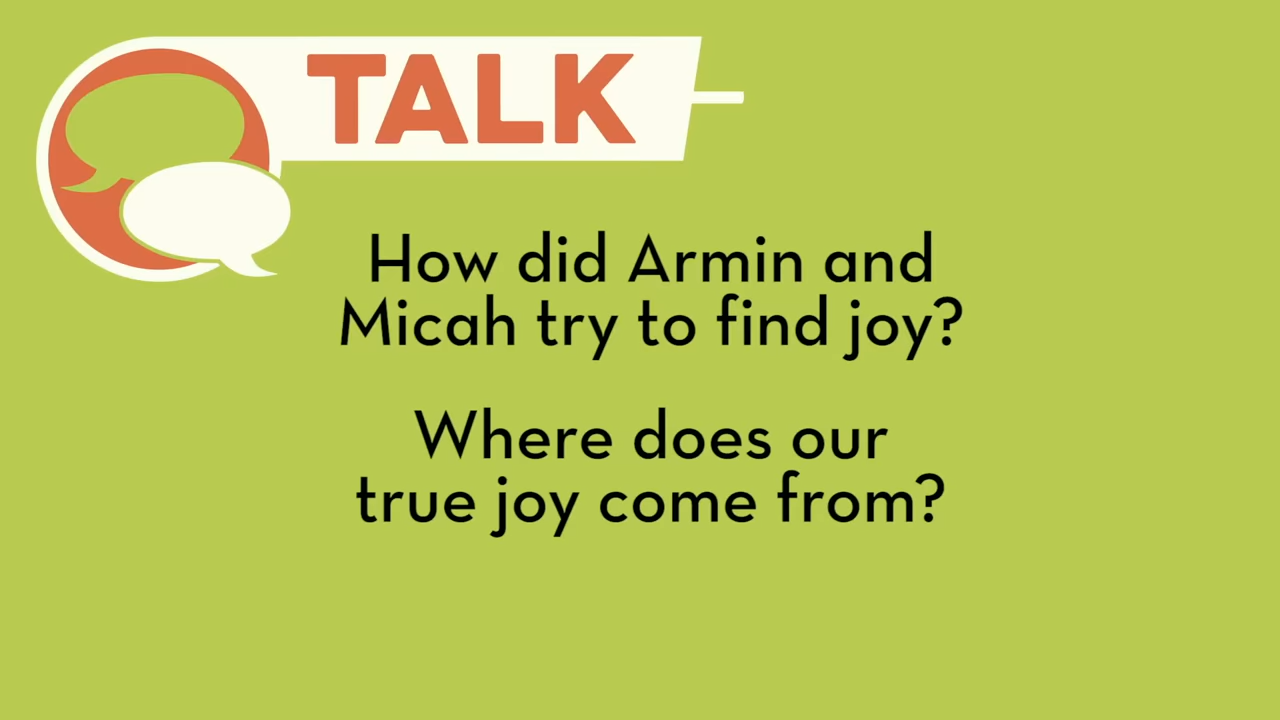 TALK
How did Armin and
Micah try to find joy?
Where does our
true joy come from?